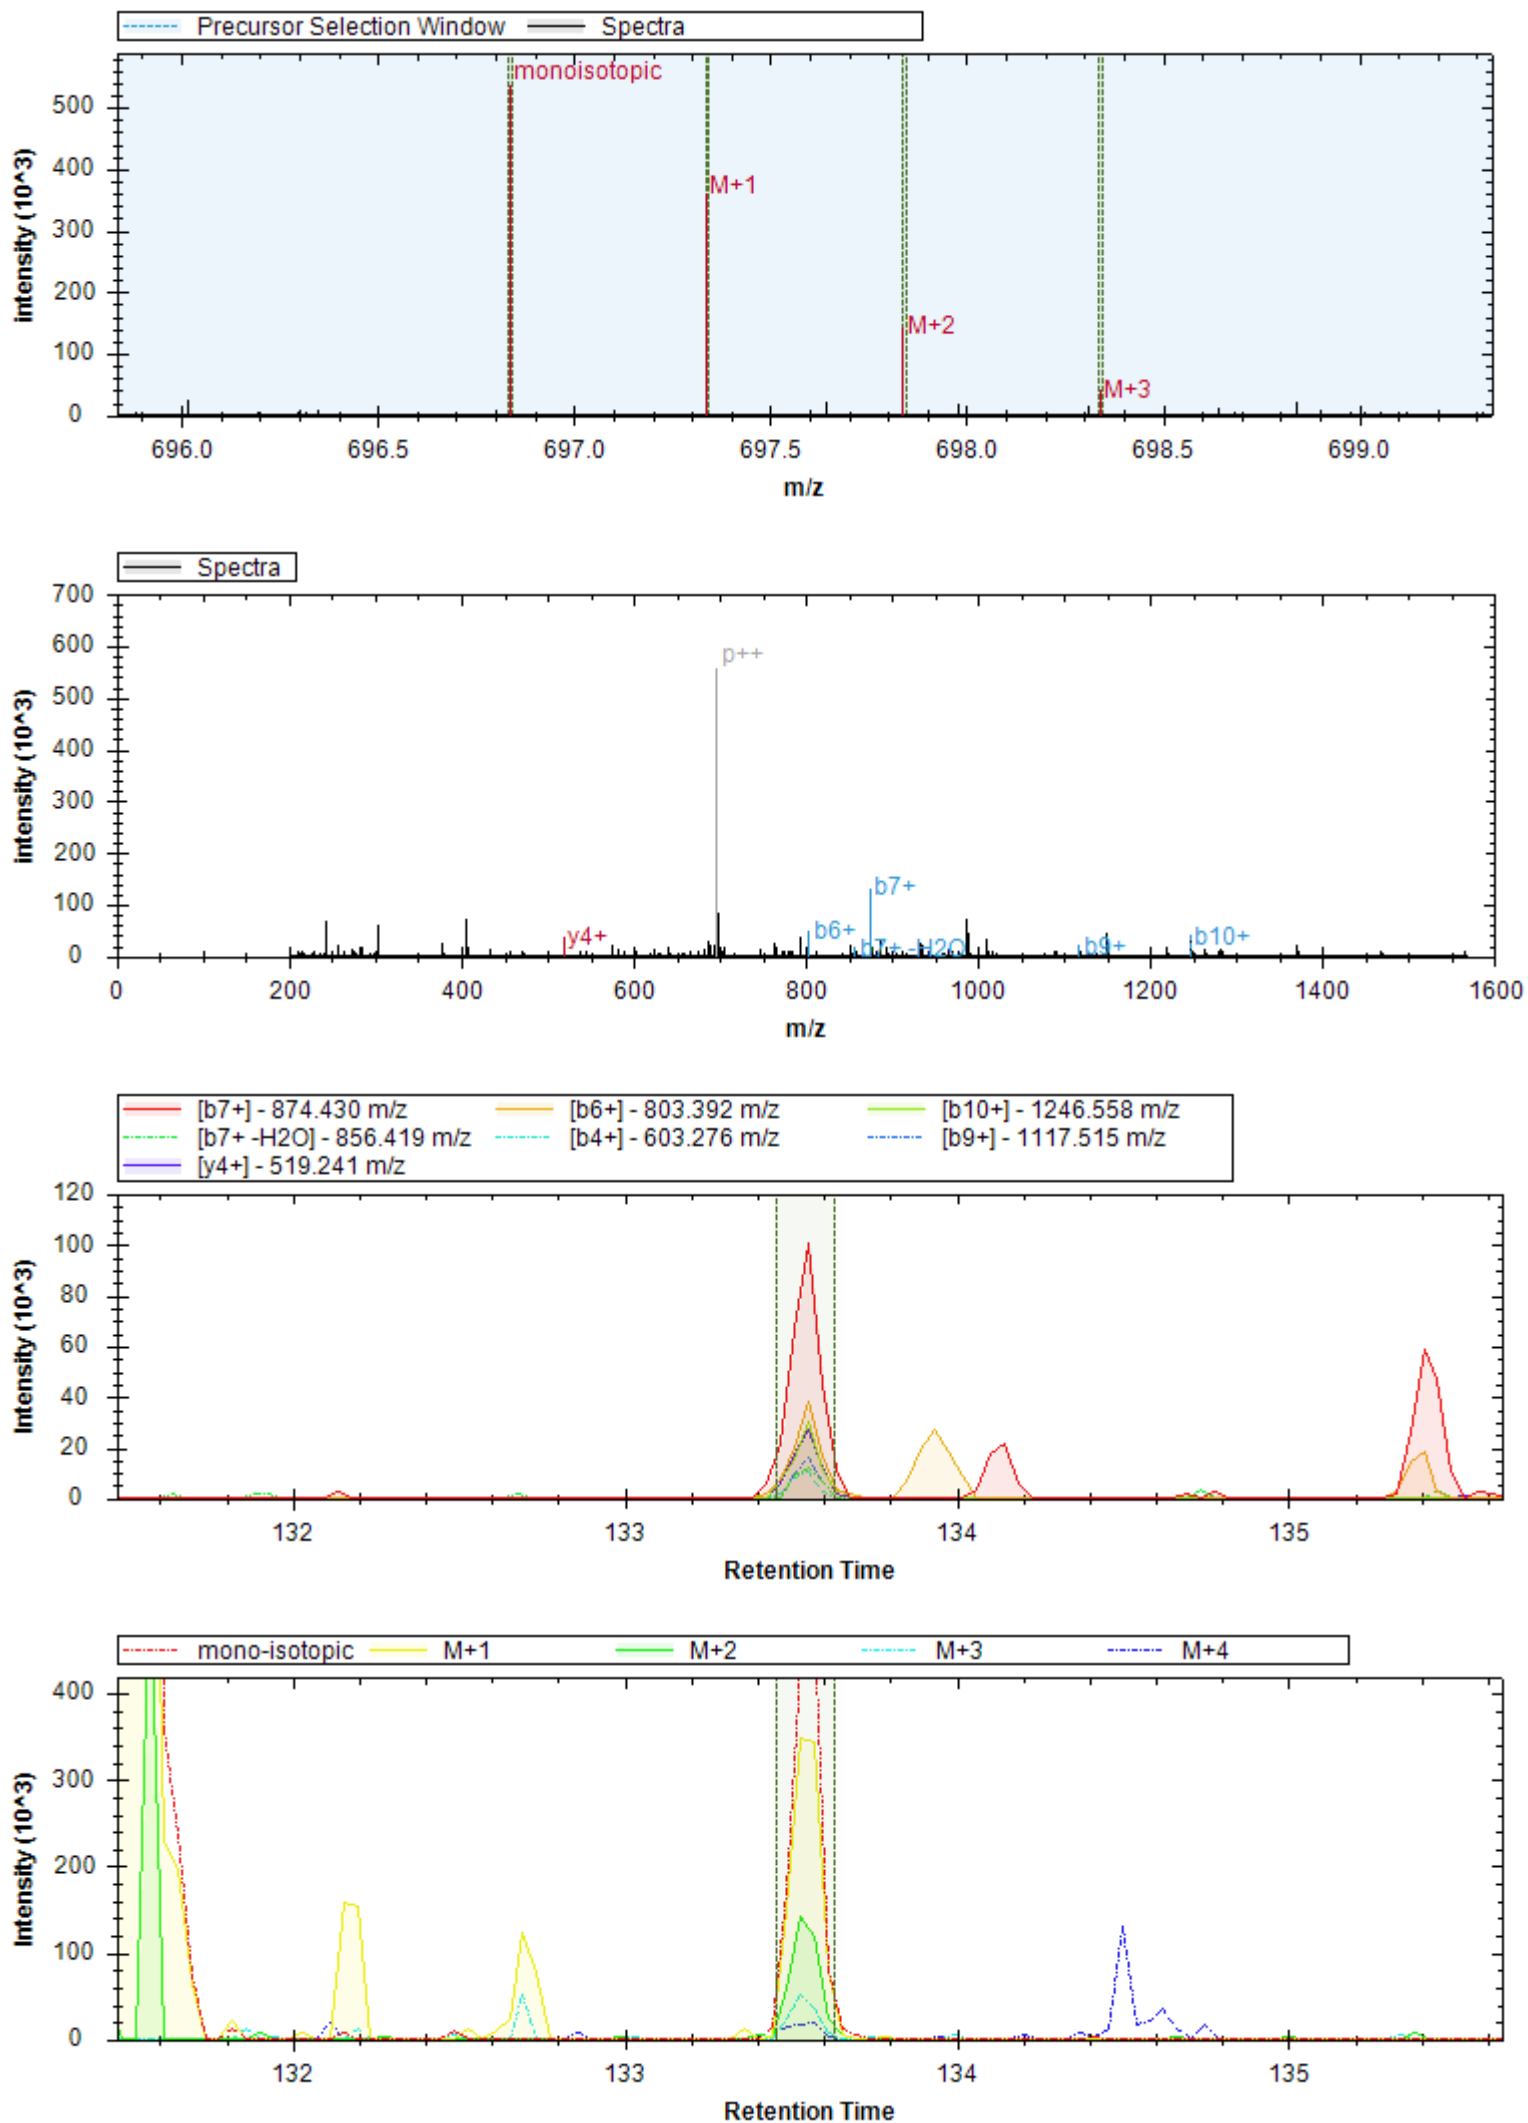 Precursor Selection Window Spectra
monoisotopic
500
M+1
400
300
M+2
200
100
M+3
0
intensity (10^3)
696.0 696.5 697.0 697.5 698.0 698.5 699.0
m/z
Spectra
700
p++
600
500
400
300
200
b7+
100
y4+ b6+ b7+ -H2O b9+ b10+
0
intensity (10^3)
0 200 400 600 800 1000 1200 1400 1600
m/z
[b7+] - 874.430 m/z [b6+] - 803.392 m/z [b10+] - 1246.558 m/z
[b7+ -H2O] - 856.419 m/z [b4+] - 603.276 m/z [b9+] - 1117.515 m/z
[y4+] - 519.241 m/z
120
100
80
60
40
20
0
Intensity (10^3)
132 133 134 135
Retention Time
mono-isotopic M+1 M+2 M+3 M+4
400
300
200
100
0
Intensity (10^3)
132 133 134 135
Retention Time